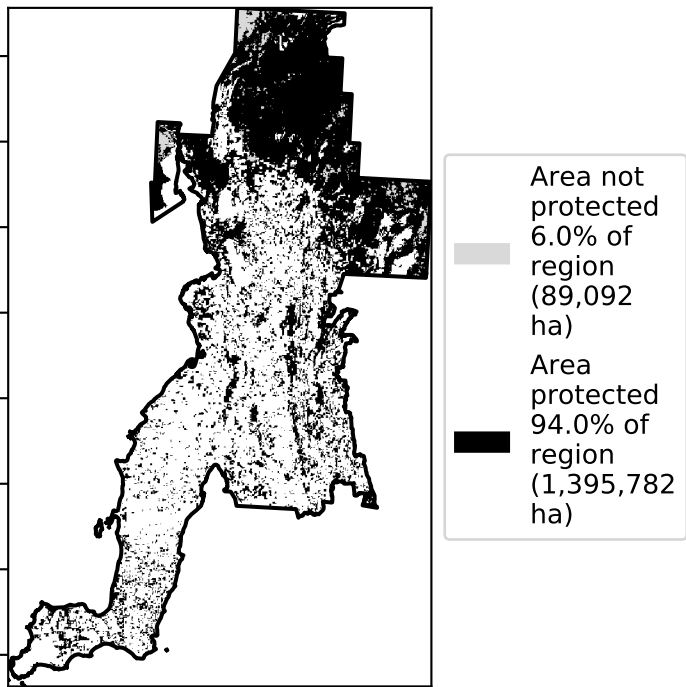 Area not
protected
6.0% of
region
(89,092
ha)
Area
protected
94.0% of
region
(1,395,782
ha)